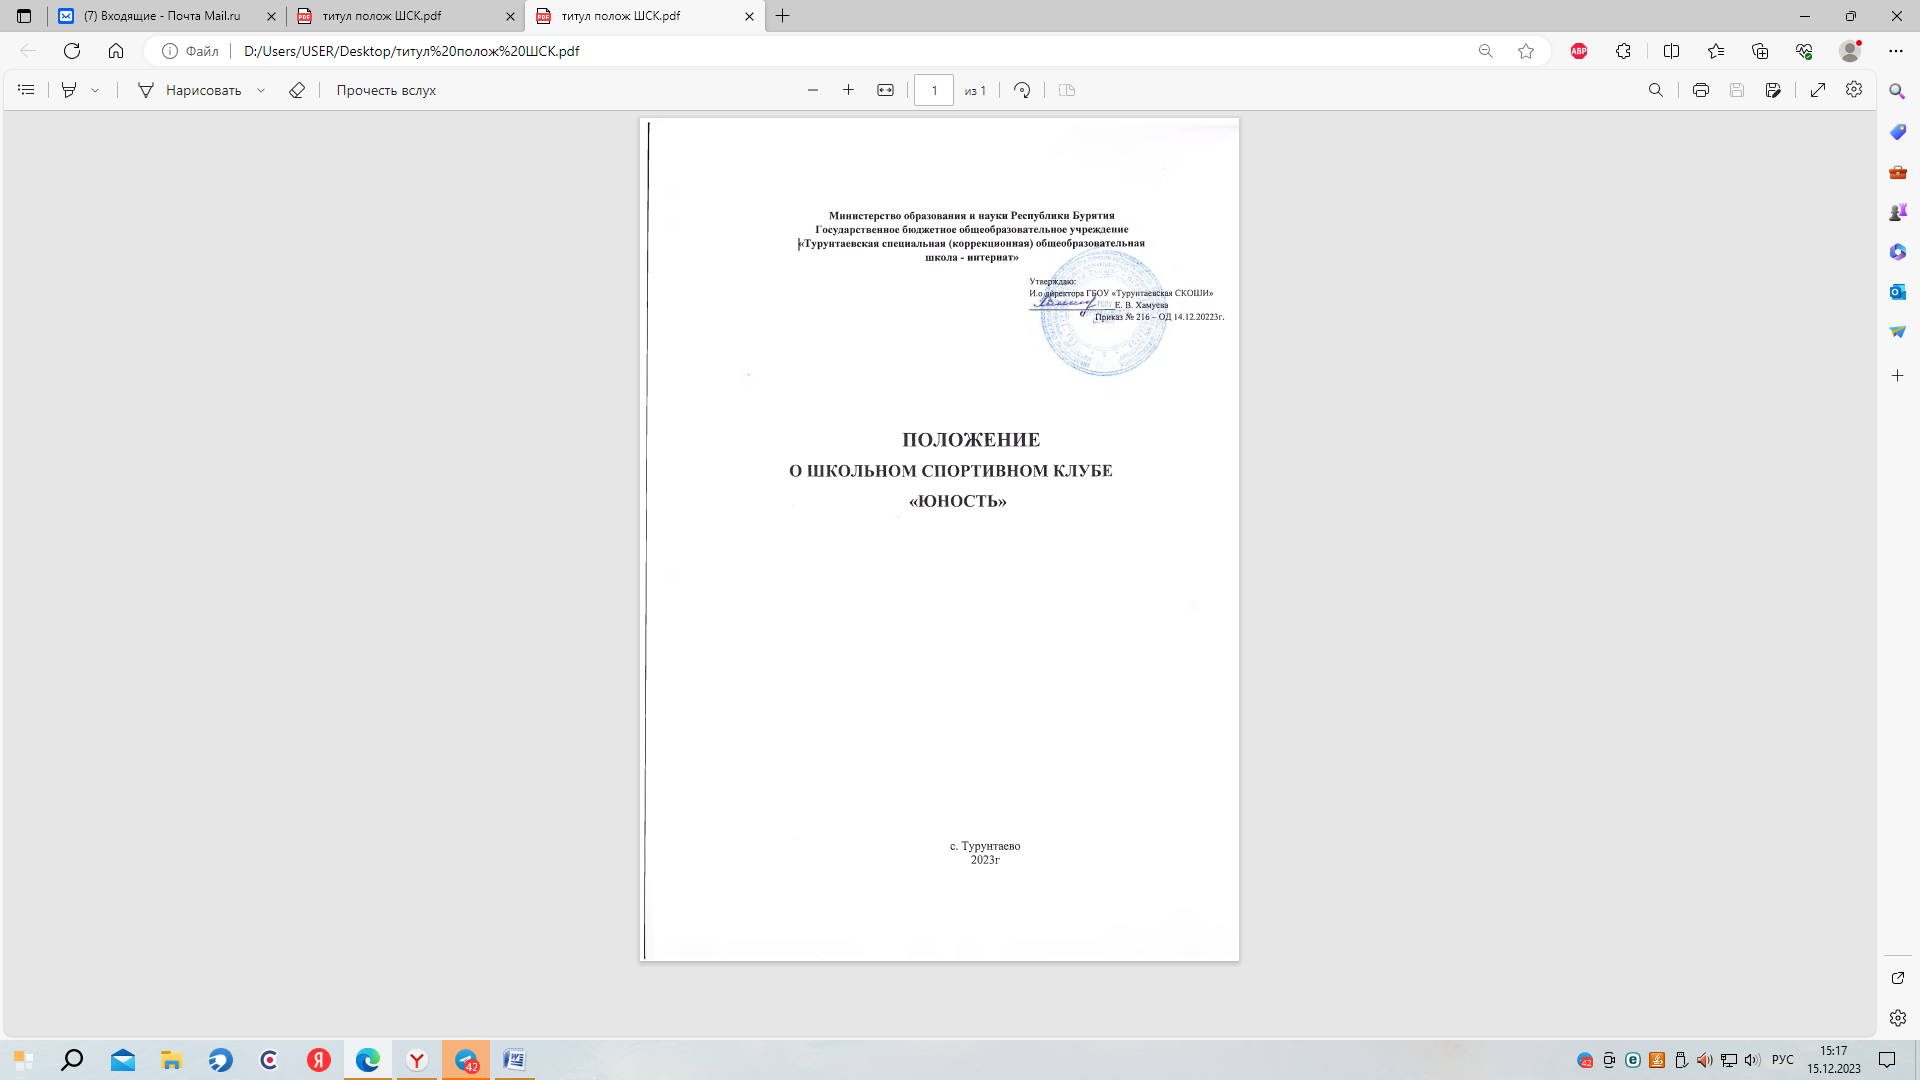 (7) Входящие - Почта Mail.ru
титул полож ШСК.pdf
титул полож ШСК.pdf
Файл
D:/Users/USER/Desktop/титул%20полож%20ШСК.pdf
ABP
Нарисовать
Прочесть вслух
1
из 1
Министерство образования и науки Республики Бурятия
Государственное бюджетное общеобразовательное учреждение
«Турунтаевская специальная (коррекционная) общеобразовательная
школа - интернат»
Утверждаю:
И.о директора ГБОУ «Турунтаевская СКОШИ»
Е. В. Хамуева
Приказ № 216 – ОД 14.12.20223г.
ПОЛОЖЕНИЕ
О ШКОЛЬНОМ СПОРТИВНОМ КЛУБЕ
«ЮНОСТЬ»
с. Турунтаево
2023г
42
42
РУС
15:17
15.12.2023